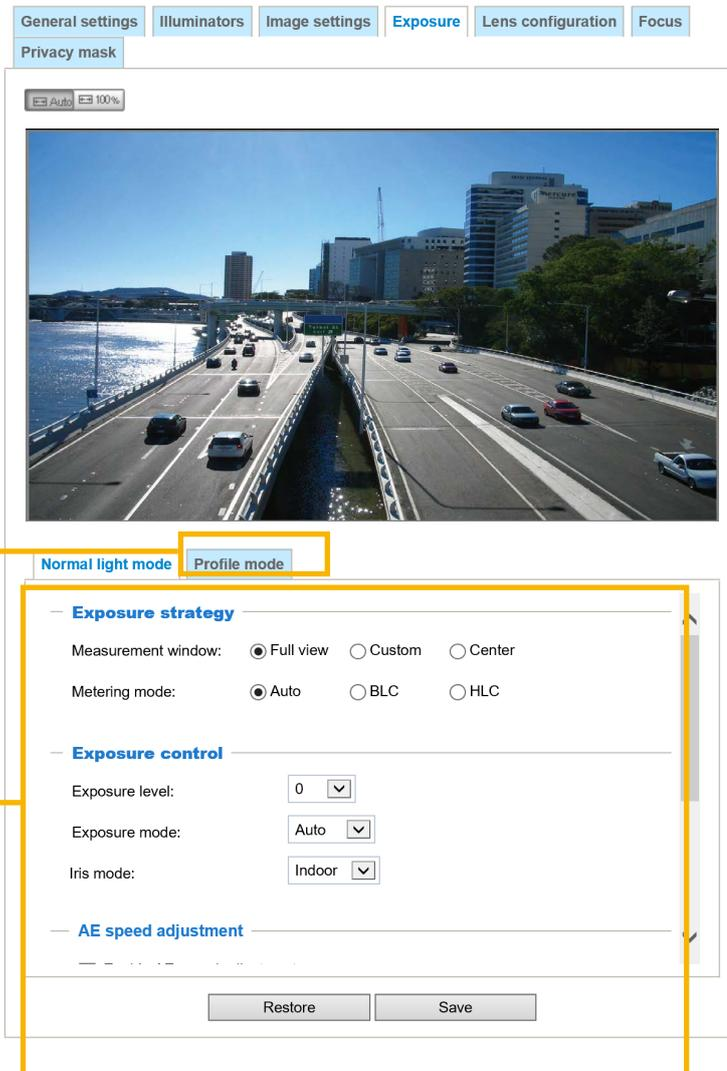 General settings Illuminators Image settings Exposure Lens configuration Focus
Privacy mask
Auto 100%
mercure
Normal light mode Profile mode
Exposure strategy
Measurement window: Full view Custom Center
Metering mode: Auto BLC HLC
Exposure control
Exposure level: 0
Exposure mode: Auto
Iris mode: Indoor
AE speed adjustment
Restore Save